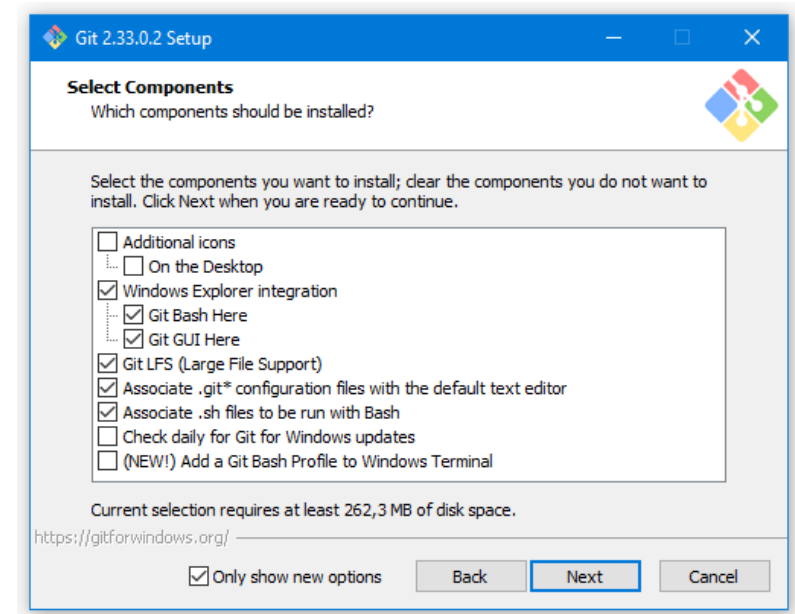 Git 2.33.0.2 Setup
Select Components
Which components should be installed?
Select the components you want to install; clear the components you do not want to
install. Click Next when you are ready to continue.
Additional icons
On the Desktop
Windows Explorer integration
Git Bash Here
Git GUI Here
Git LFS (Large File Support)
Associate .git* configuration files with the default text editor
Associate .sh files to be run with Bash
Check daily for Git for Windows updates
(NEW!) Add a Git Bash Profile to Windows Terminal
Current selection requires at least 262,3 MB of disk space.
https://gitforwindows.org/
Only show new options Back Next Cancel